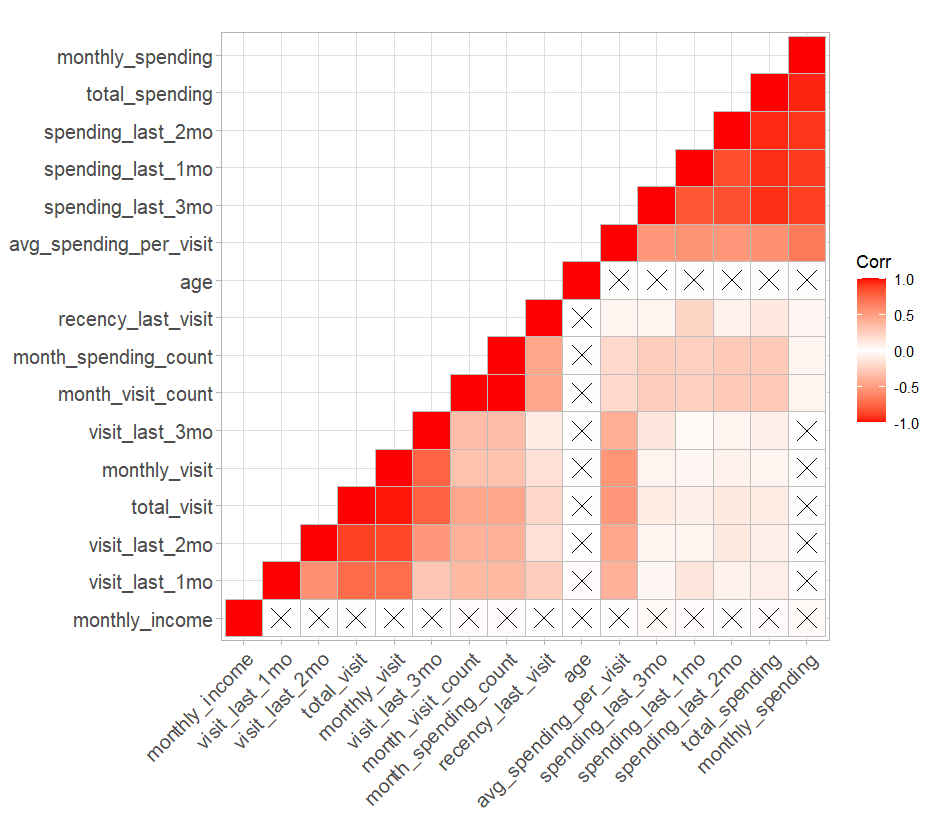 monthly_spending
total_spending
spending_last_2mo
spending_last_1mo
spending_last_3mo
avg_spending_per_visit
age
recency_last_visit
month_spending_count
month_visit_count
visit_last_3mo
monthly_visit
total_visit
visit_last_2mo
visit_last_1mo
monthly_income
monthly_income
visit_last_1mo
visit_last_2mo
total_visit
monthly_visit
visit_last_3mo
month_visit_count
month_spending_count
recency_last_visit
age
avg_spending_per_visit
spending_last_3mo
spending_last_1mo
spending_last_2mo
total_spending
monthly_spending
Corr
1.0
0.5
0.0
-0.5
-1.0